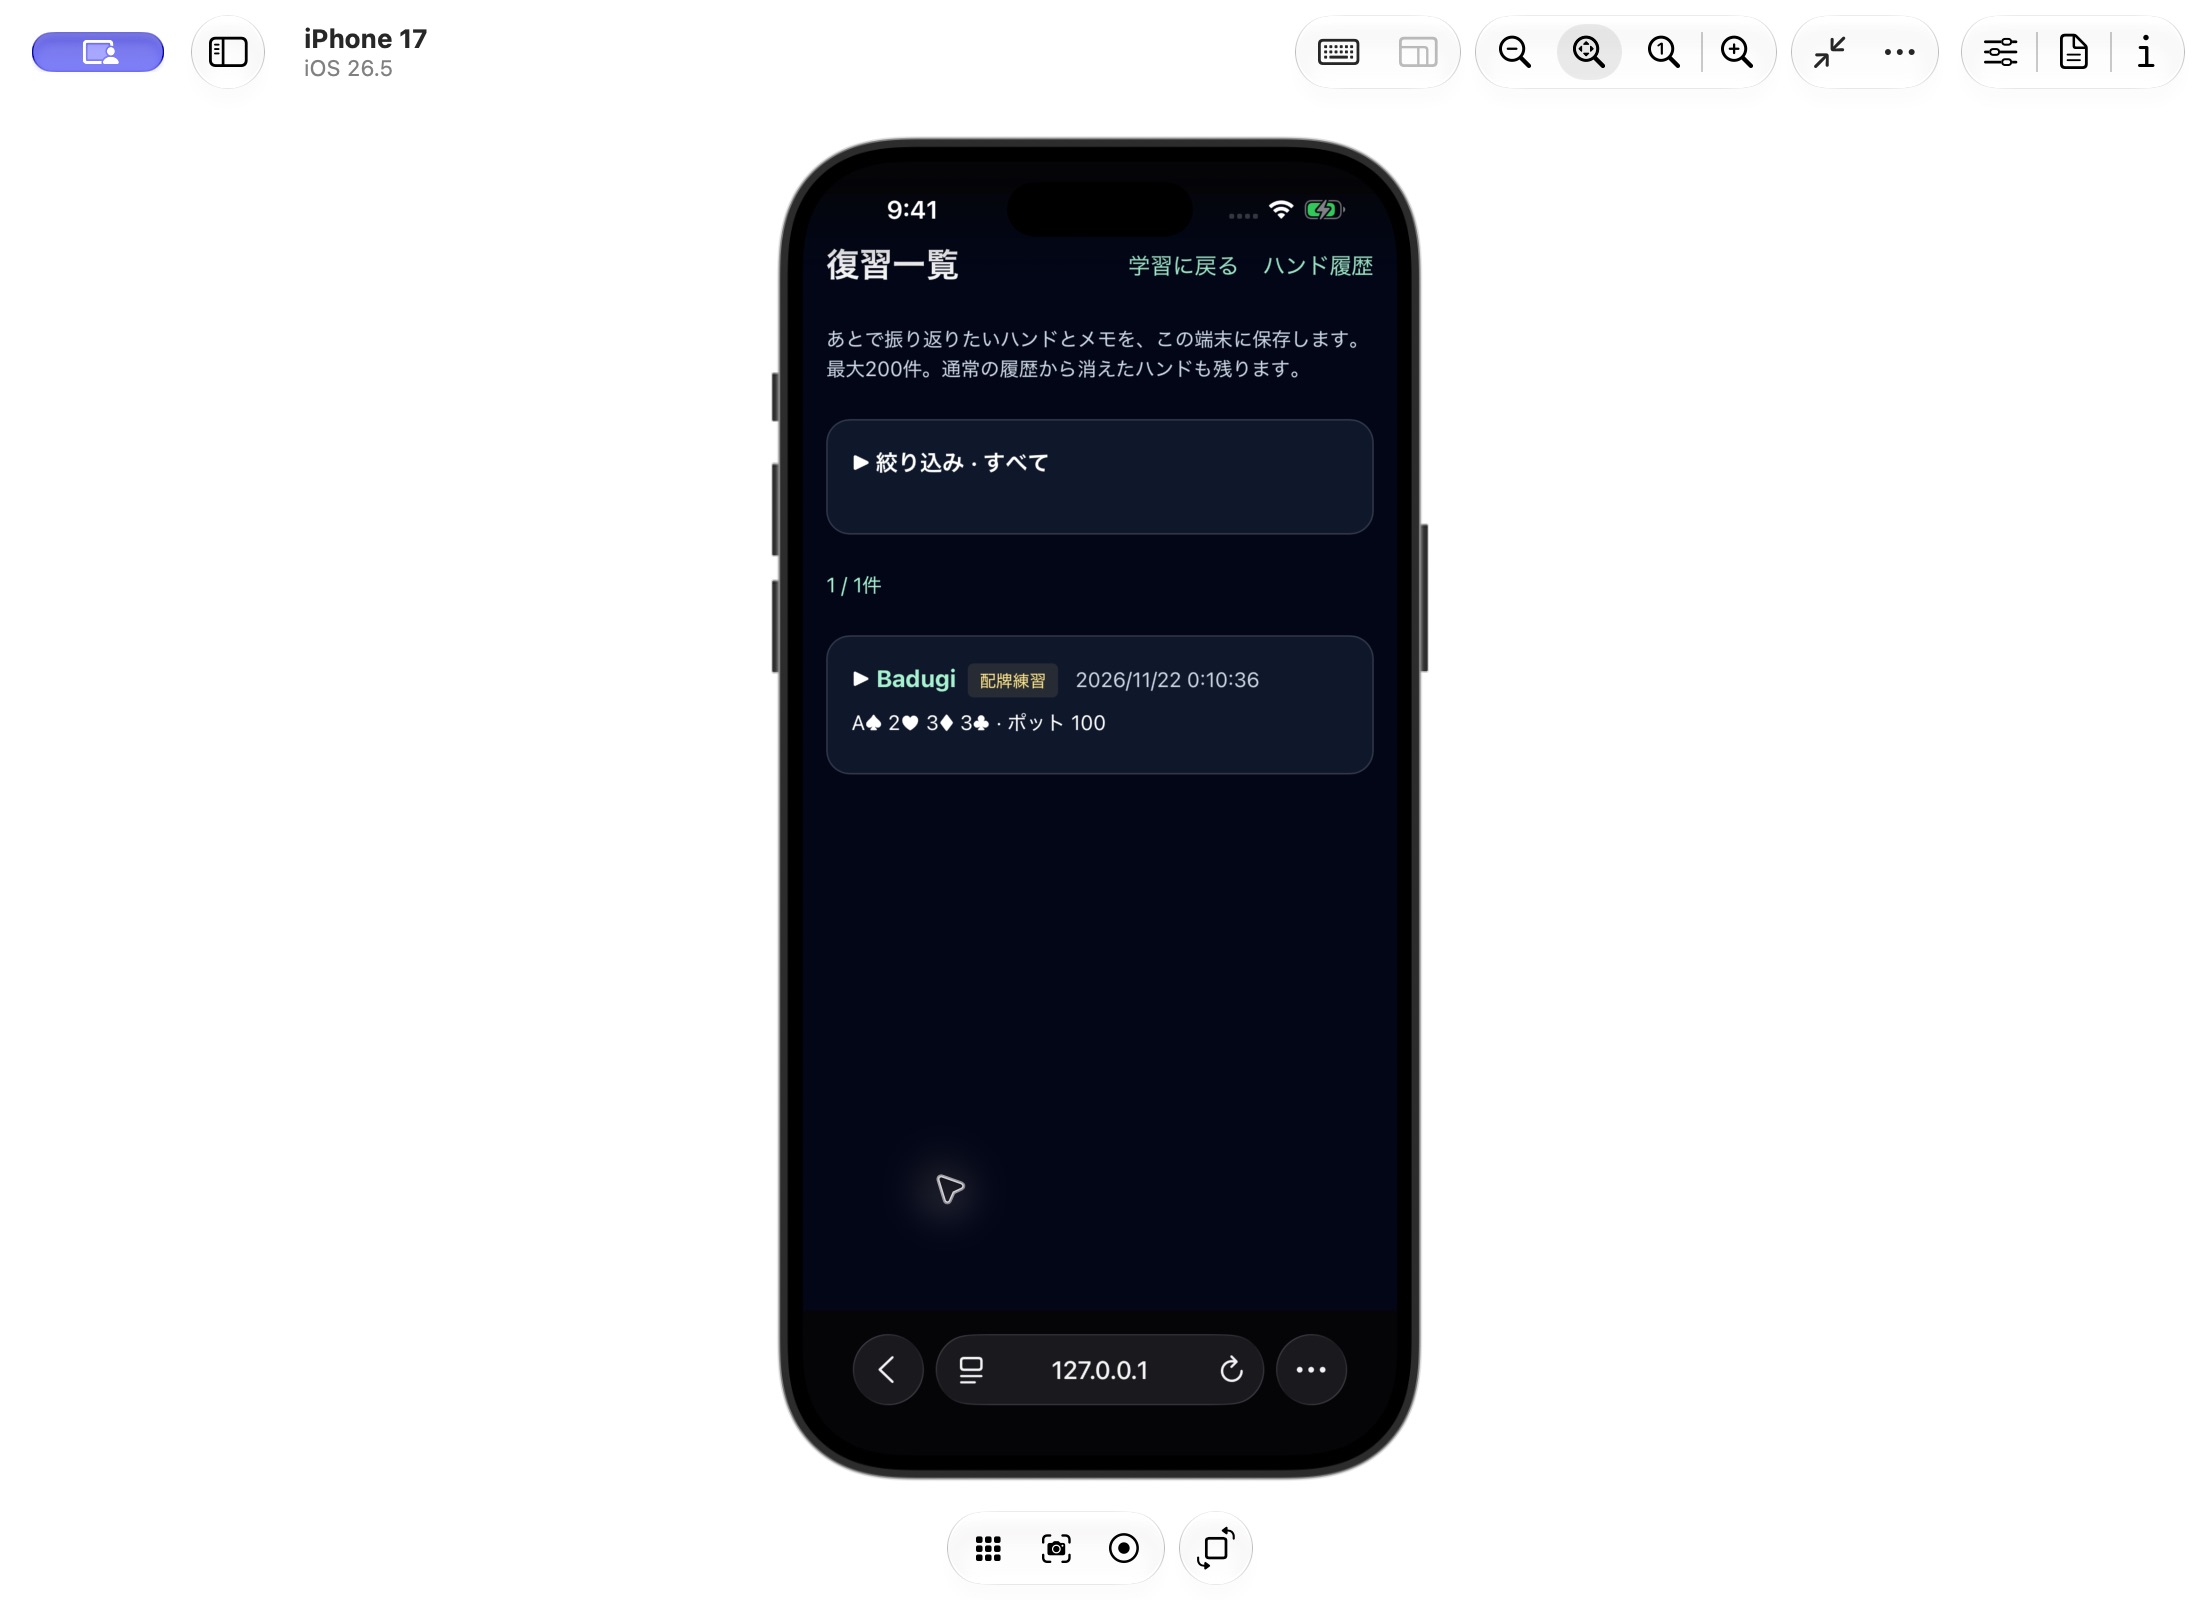 iPhone 17
iOS 26.5
9:41
復習一覧 学習に戻る ハンド履歴
あとで振り返りたいハンドとメモを、この端末に保存します。
最大200件。通常の履歴から消えたハンドも残ります。
▶ 絞り込み · すべて
1 / 1件
▶ Badugi 配牌練習 2026/11/22 0:10:36
A♠ 2♥ 3♦ 3♣ · ポット 100
127.0.0.1